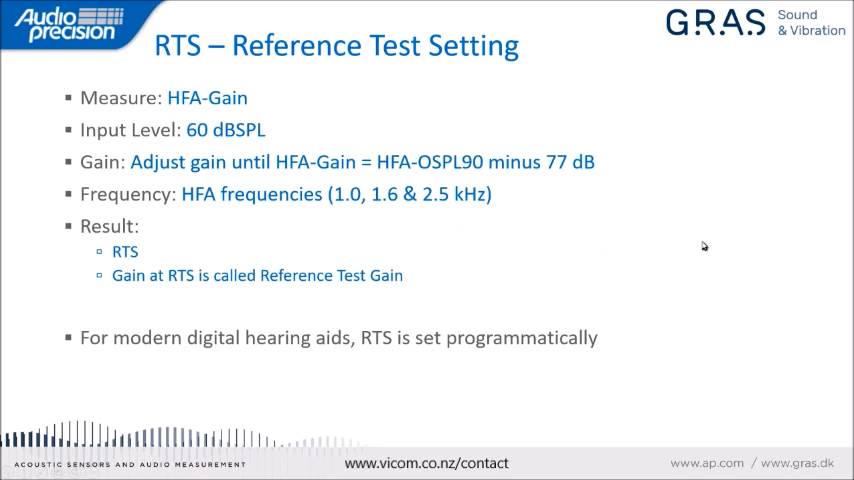 Audio
precision
GRAS Sound
& Vibration
RTS – Reference Test Setting
▪ Measure: HFA-Gain
▪ Input Level: 60 dBSPL
▪ Gain: Adjust gain until HFA-Gain = HFA-OSPL90 minus 77 dB
▪ Frequency: HFA frequencies (1.0, 1.6 & 2.5 kHz)
▪ Result:
▫ RTS
▫ Gain at RTS is called Reference Test Gain
▪ For modern digital hearing aids, RTS is set programmatically
ACOUSTIC SENSORS AND AUDIO MEASUREMENT
www.vicom.co.nz/contact
www.ap.com / www.gras.dk